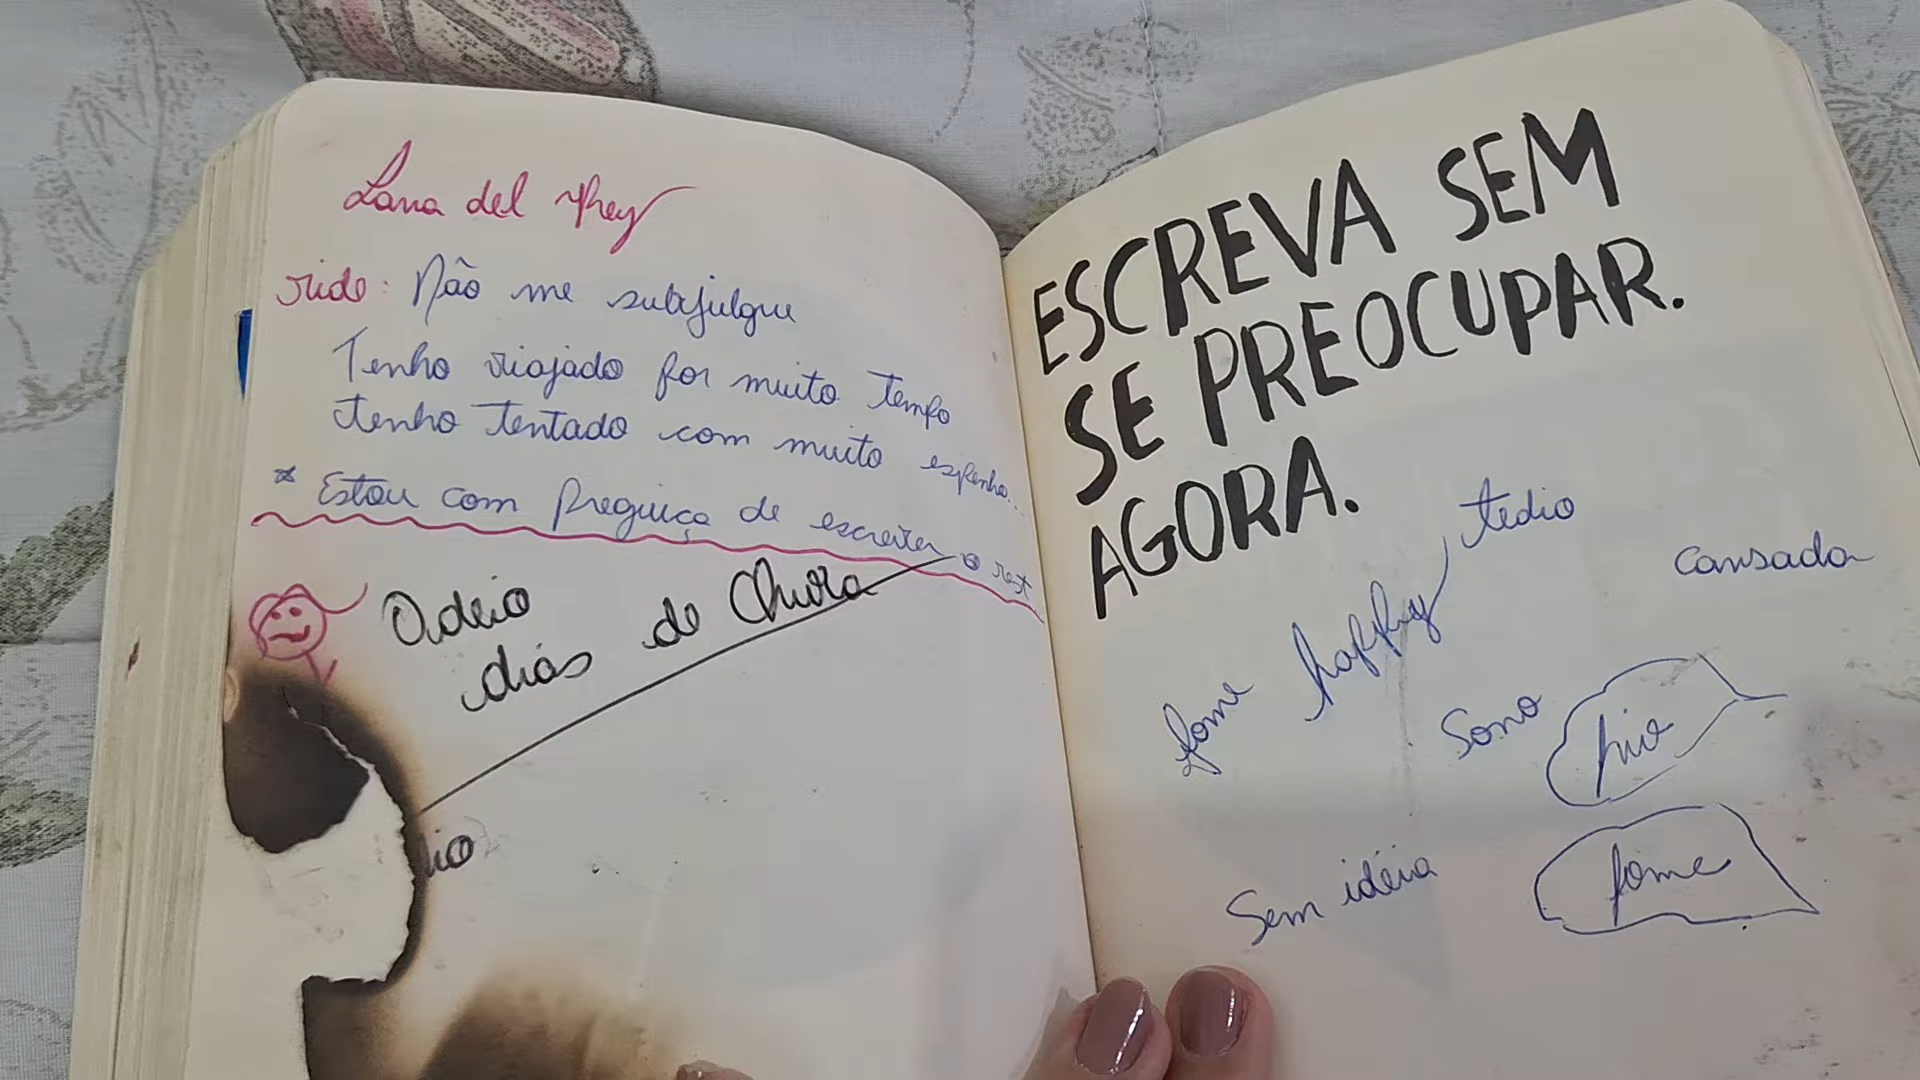 Lana del Rey
ride: Não me subjulgue
Tenho viajado por muito tempo
tenho tentado com muito espenho...
* Estou com preguiça de escrever o rest
Odeio
dias de Chuva
io
ESCREVA SEM
SE PREOCUPAR.
AGORA.
tedio
cansada
fome happy
Sono
frio
Sem idéia
fome